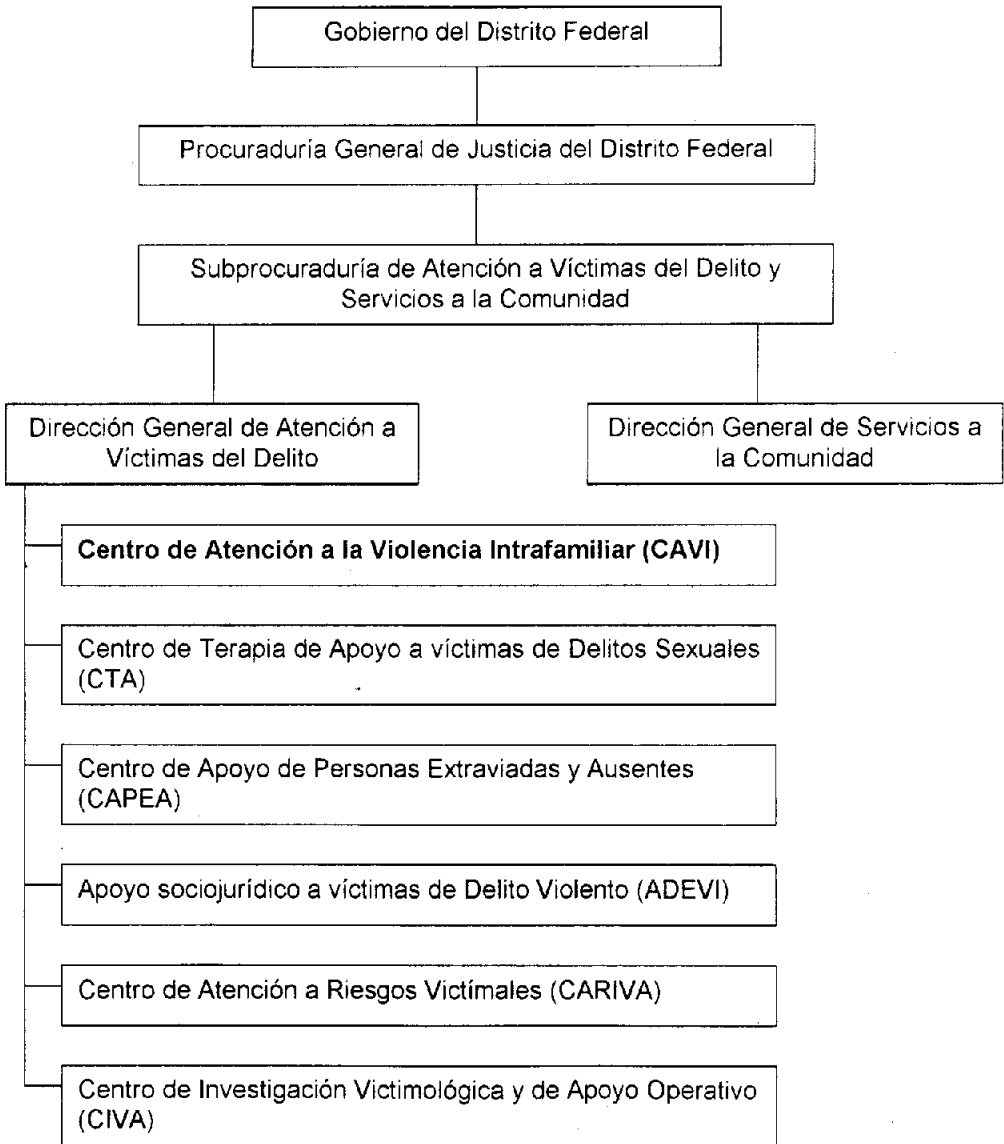 Gobierno del Distrito Federal
Procuraduría General de Justicia del Distrito Federal
Subprocuraduría de Atención a Víctimas del Delito y
Servicios a la Comunidad
Dirección General de Atención a
Víctimas del Delito
Dirección General de Servicios a
la Comunidad
Centro de Atención a la Violencia Intrafamiliar (CAVI)
Centro de Terapia de Apoyo a víctimas de Delitos Sexuales
(CTA)
Centro de Apoyo de Personas Extraviadas y Ausentes
(CAPEA)
Apoyo sociojurídico a víctimas de Delito Violento (ADEVI)
Centro de Atención a Riesgos Victímales (CARIVA)
Centro de Investigación Victimológica y de Apoyo Operativo
(CIVA)